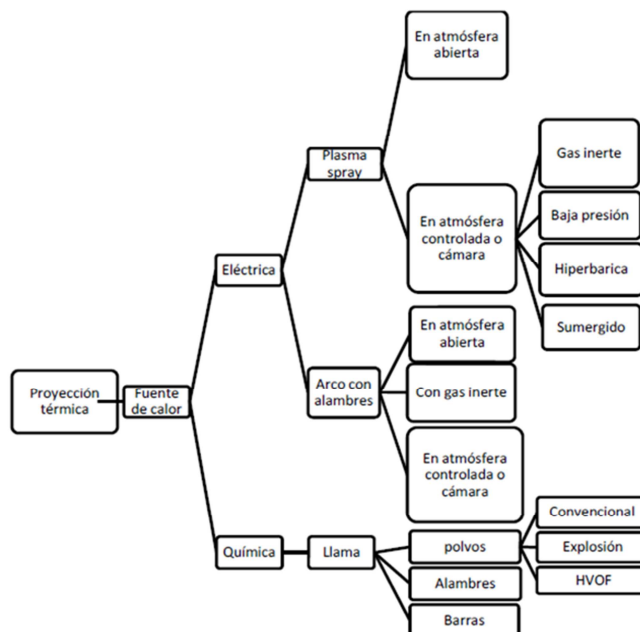 En atmósfera
abierta
Plasma
spray
Gas inerte
En atmósfera
controlada o
cámara
Baja presión
Hiperbarica
Sumergido
Eléctrica
En atmósfera
abierta
Arco con
alambres
Con gas inerte
En atmósfera
controlada o
cámara
Proyección
térmica
Fuente
de calor
Química
Llama
polvos
Convencional
Explosión
HVOF
Alambres
Barras